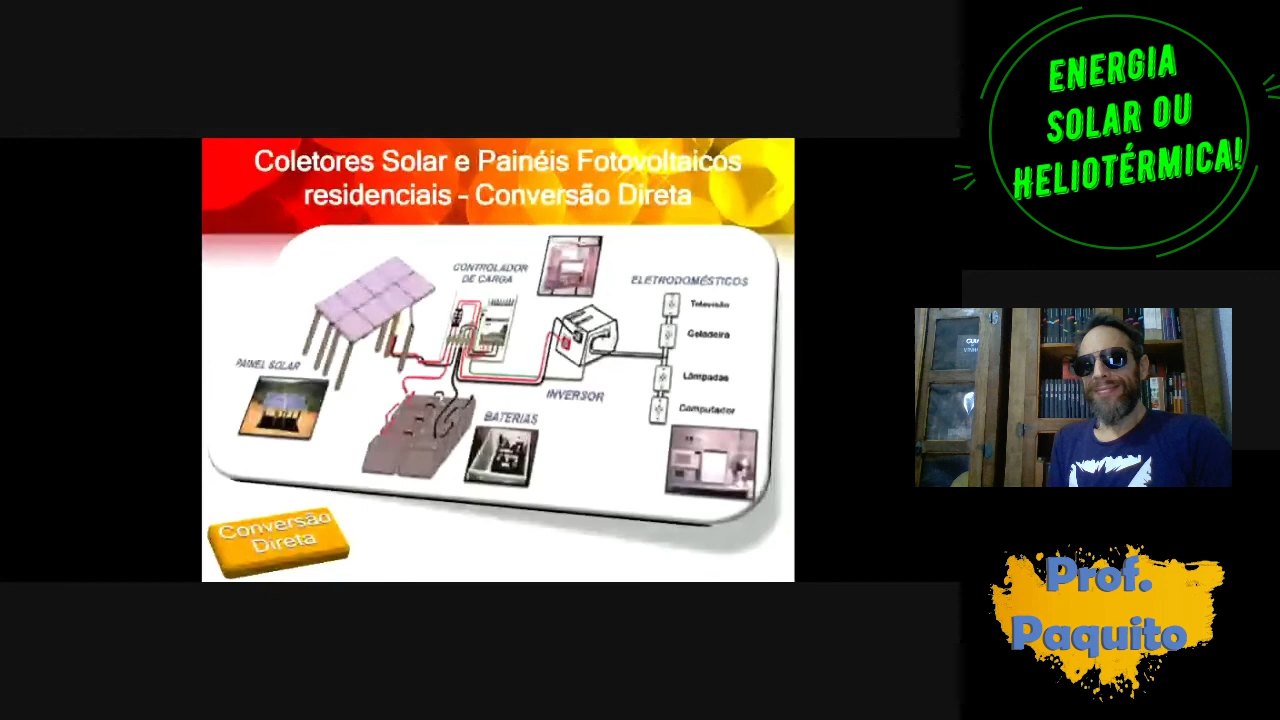 Coletores Solar e Painéis Fotovoltaicos
residenciais - Conversão Direta
CONTROLADOR
DE CARGA
ELETRODOMÉSTICOS
Televisão
Geladeira
Lâmpadas
Computador
PAINEL SOLAR
INVERSOR
BATERIAS
Conversão
Direta
ENERGIA
SOLAR OU
HELIOTÉRMICA!
Prof.
Paquito